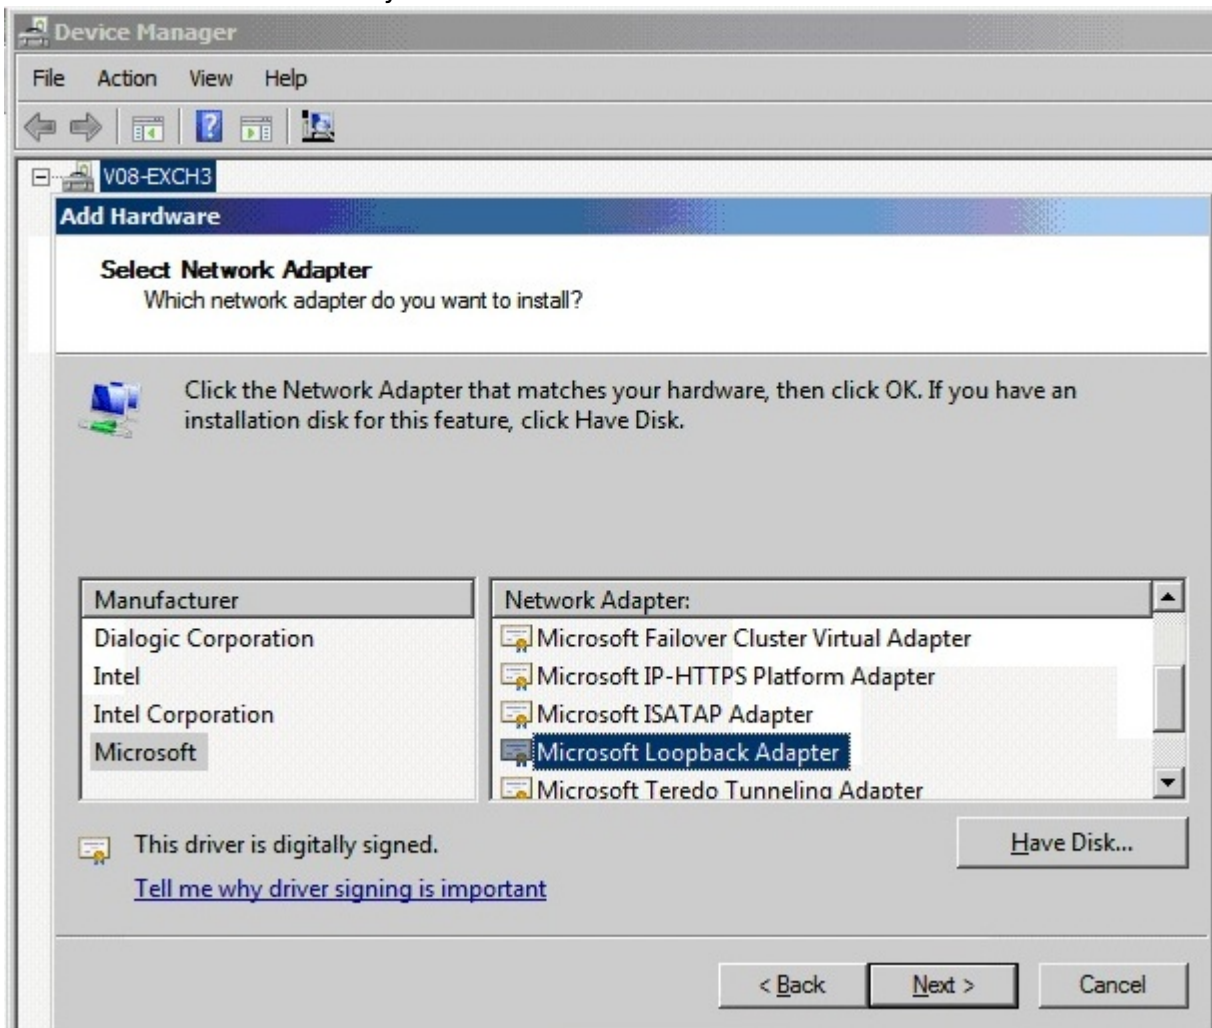 Device Manager
File Action View Help
V08-EXCH3
Add Hardware
Select Network Adapter
Which network adapter do you want to install?
Click the Network Adapter that matches your hardware, then click OK. If you have an
installation disk for this feature, click Have Disk.
Manufacturer
Dialogic Corporation
Intel
Intel Corporation
Microsoft
Network Adapter:
Microsoft Failover Cluster Virtual Adapter
Microsoft IP-HTTPS Platform Adapter
Microsoft ISATAP Adapter
Microsoft Loopback Adapter
Microsoft Teredo Tunneling Adapter
This driver is digitally signed.
Have Disk...
Tell me why driver signing is important
< Back Next > Cancel